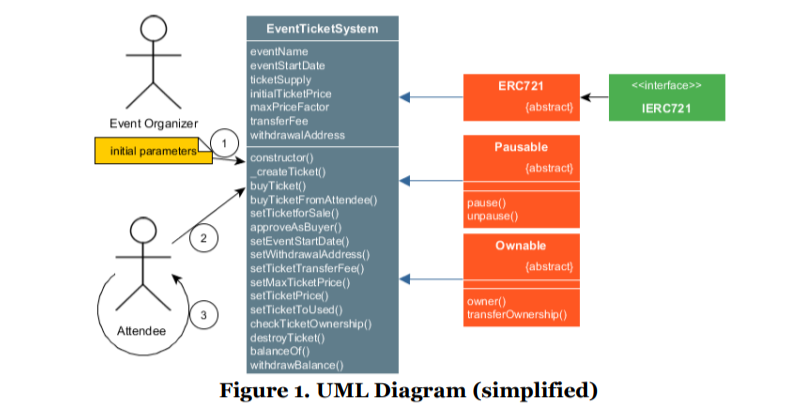 Event Organizer
initial parameters
1
2
3
Attendee
EventTicketSystem
eventName
eventStartDate
ticketSupply
initialTicketPrice
maxPriceFactor
transferFee
withdrawalAddress
constructor()
_createTicket()
buyTicket()
buyTicketFromAttendee()
setTicketforSale()
approveAsBuyer()
setEventStartDate()
setWithdrawalAddress()
setTicketTransferFee()
setMaxTicketPrice()
setTicketPrice()
setTicketToUsed()
checkTicketOwnership()
destroyTicket()
balanceOf()
withdrawBalance()
ERC721
{abstract}
<<interface>>
IERC721
Pausable
{abstract}
pause()
unpause()
Ownable
{abstract}
owner()
transferOwnership()
Figure 1. UML Diagram (simplified)